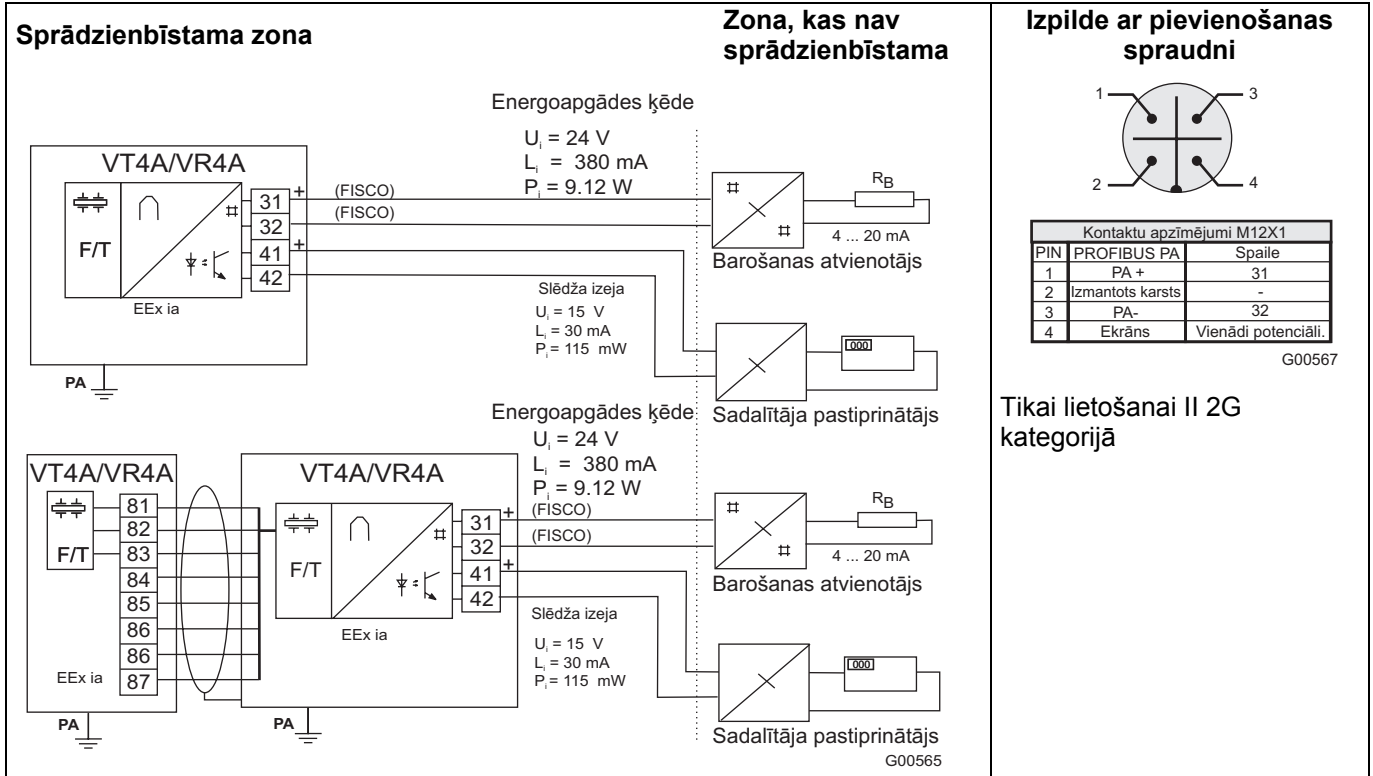 Sprādzienbīstama zona
Zona, kas nav
sprādzienbīstama
Energoapgādes ķēde
Uᵢ = 24 V
Lᵢ = 380 mA
Pᵢ = 9.12 W
VT4A/VR4A
F/T
EEx ia
31 + (FISCO)
32 (FISCO)
41 +
42
PA
R_B
4 ... 20 mA
Barošanas atvienotājs
Slēdža izeja
Uᵢ = 15 V
Lᵢ = 30 mA
Pᵢ = 115 mW
000
Sadalītāja pastiprinātājs
Energoapgādes ķēde
Uᵢ = 24 V
Lᵢ = 380 mA
Pᵢ = 9.12 W
VT4A/VR4A
F/T
81
82
83
84
85
86
86
87
EEx ia
PA
VT4A/VR4A
F/T
EEx ia
31 + (FISCO)
32 (FISCO)
41 +
42
PA
R_B
4 ... 20 mA
Barošanas atvienotājs
Slēdža izeja
Uᵢ = 15 V
Lᵢ = 30 mA
Pᵢ = 115 mW
000
Sadalītāja pastiprinātājs
G00565
Izpilde ar pievienošanas
spraudni
1 3
2 4
Kontaktu apzīmējumi M12X1
PIN PROFIBUS PA Spaile
1 PA + 31
2 Izmantots karsts -
3 PA- 32
4 Ekrāns Vienādi potenciāli.
G00567
Tikai lietošanai II 2G
kategorijā